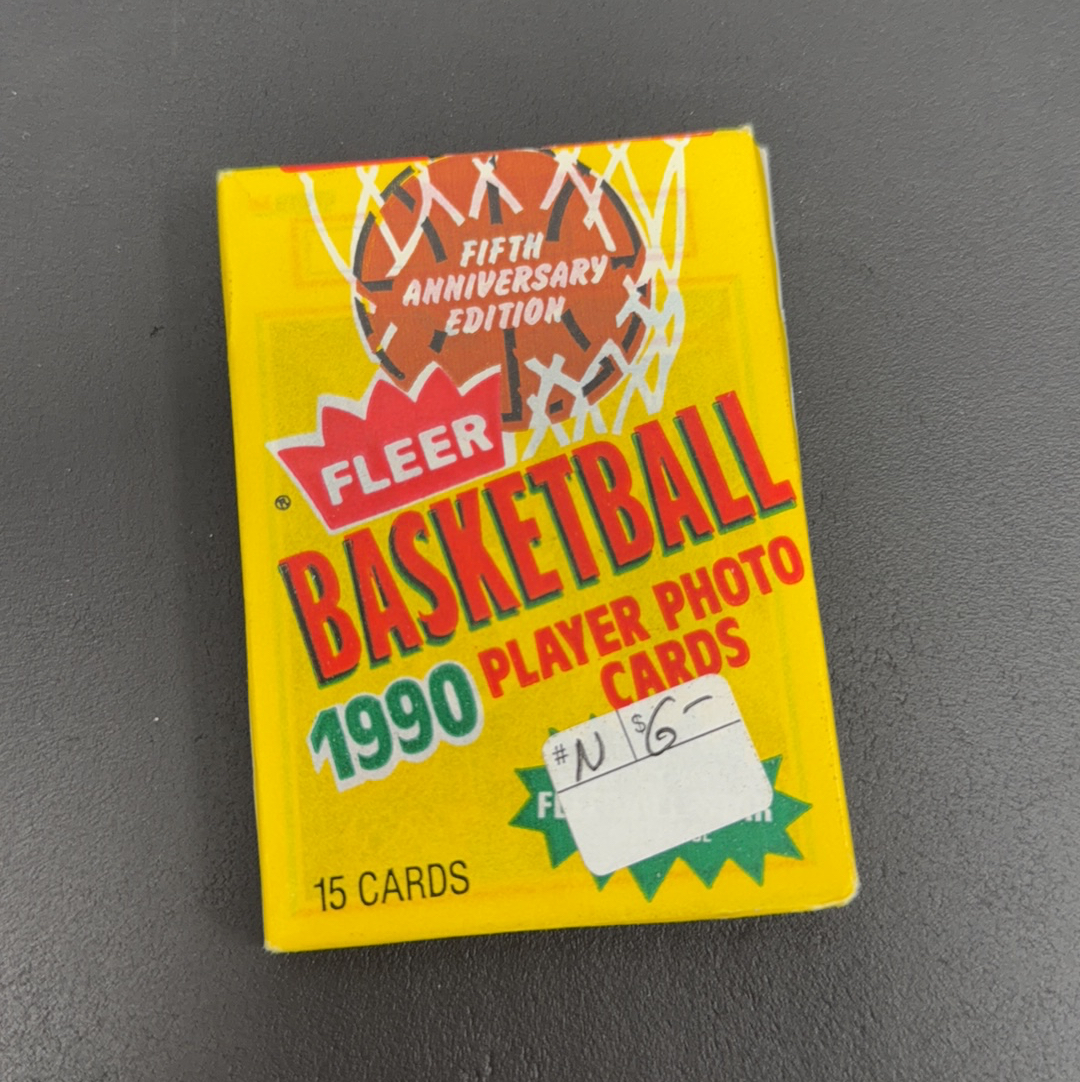 FIFTH
ANNIVERSARY
EDITION
FLEER
®
BASKETBALL
1990 PLAYER PHOTO
CARDS
# N $6-
15 CARDS